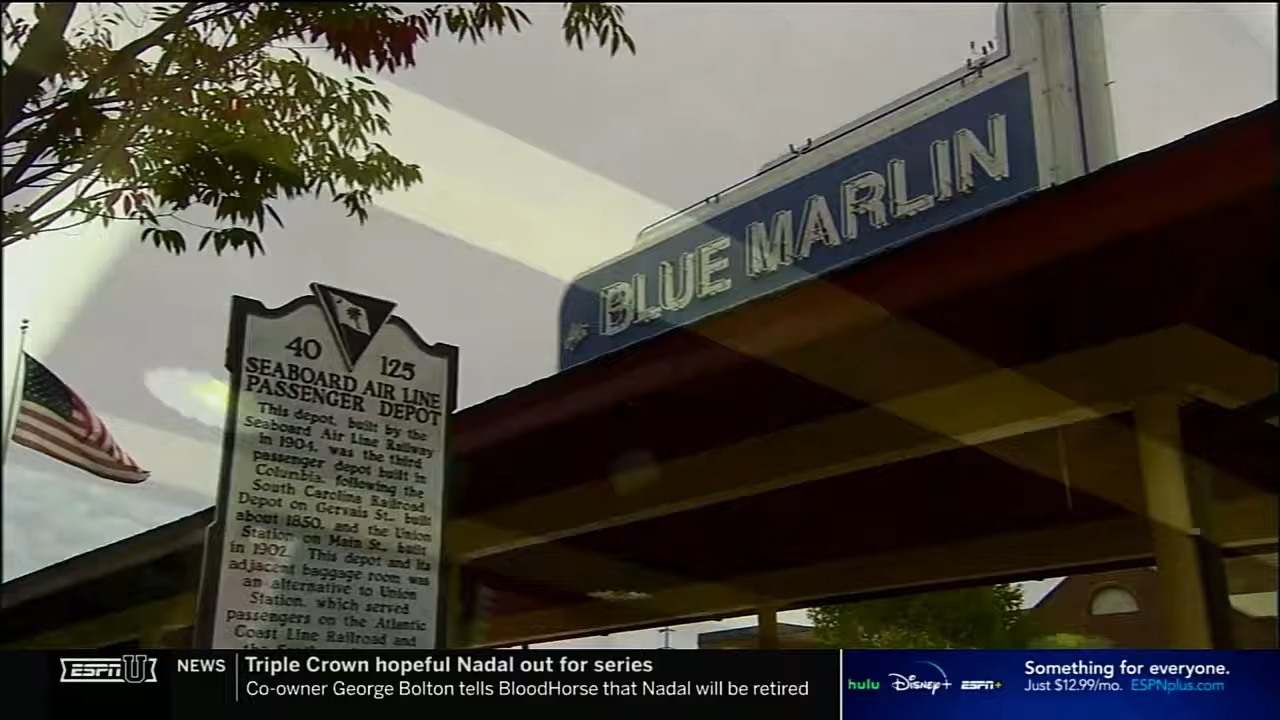 BLUE MARLIN
40 125
SEABOARD AIR LINE
PASSENGER DEPOT
This depot, built by the
Seaboard Air Line Railway
in 1904, was the third
passenger depot built in
Columbia, following the
South Carolina Railroad
Depot on Gervais St., built
about 1850, and the Union
Station on Main St., built
in 1902. This depot and its
adjacent baggage room was
an alternative to Union
Station, which served
passengers on the Atlantic
Coast Line Railroad and
ESPNU NEWS Triple Crown hopeful Nadal out for series
Co-owner George Bolton tells BloodHorse that Nadal will be retired
hulu Disney+ ESPN+
Something for everyone.
Just $12.99/mo. ESPNplus.com